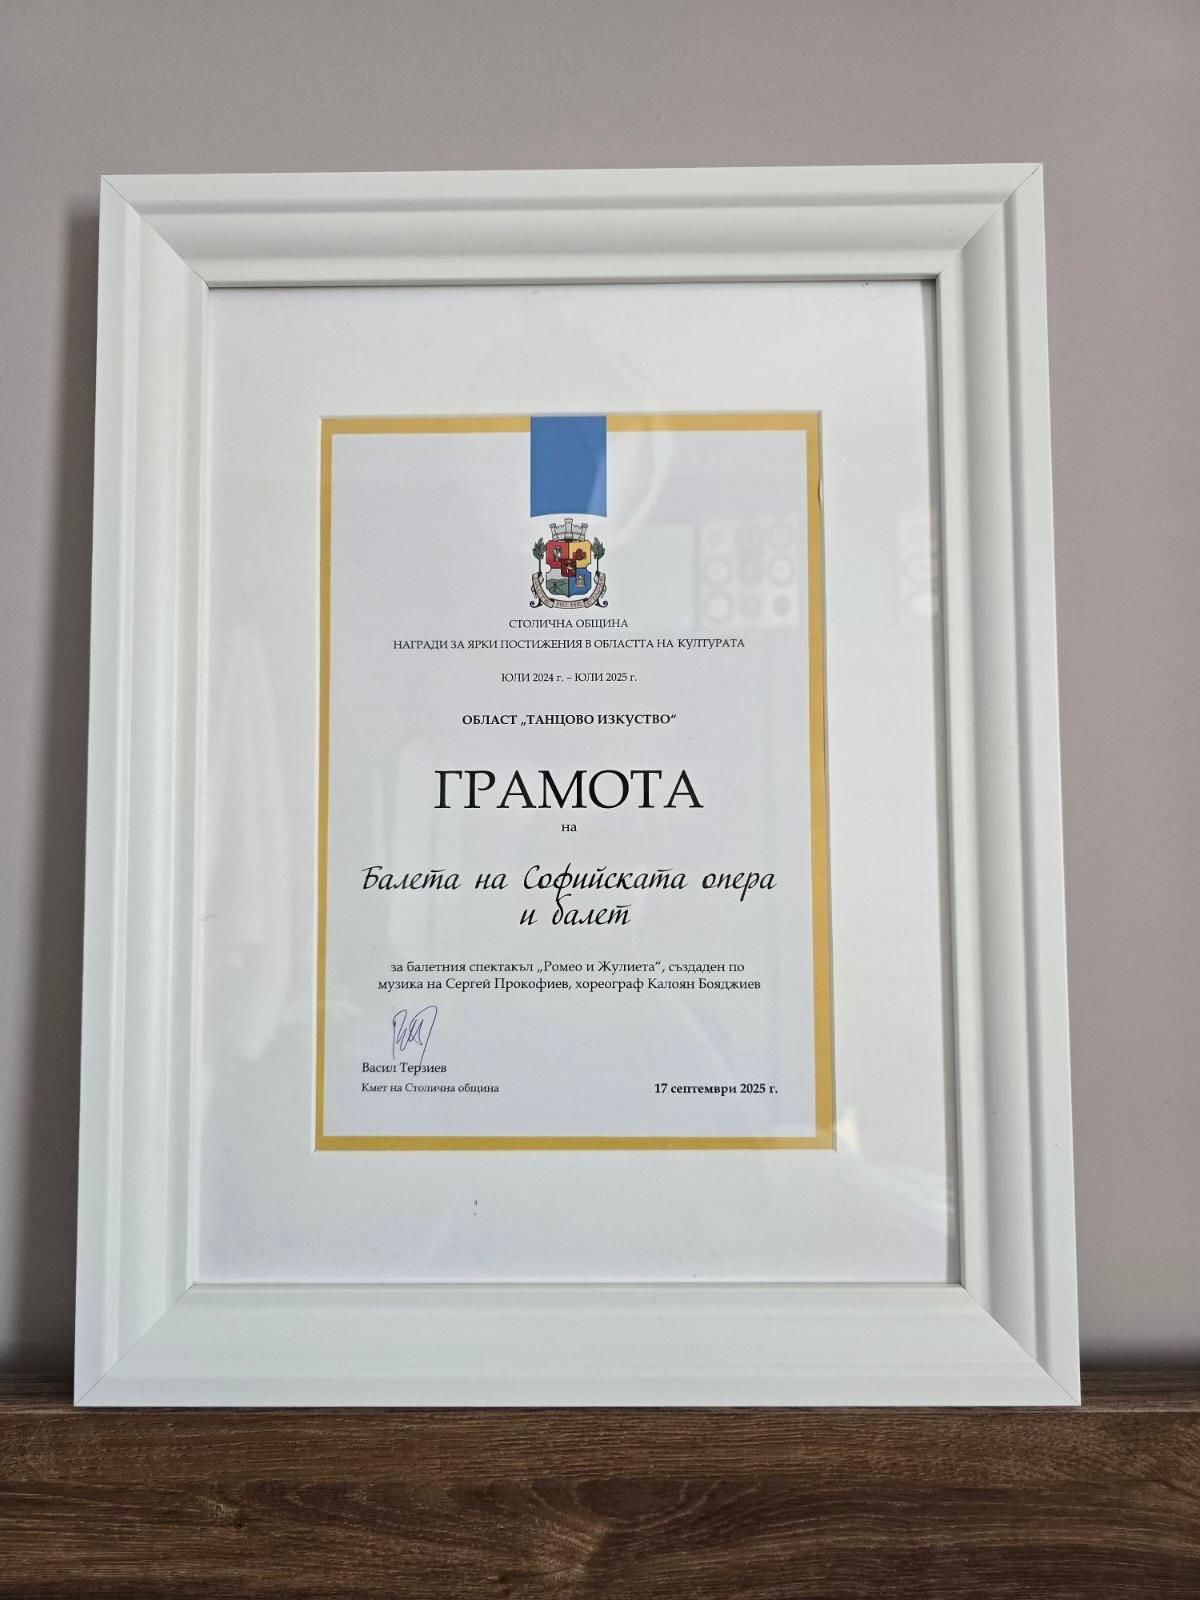 СТОЛИЧНА ОБЩИНА
НАГРАДИ ЗА ЯРКИ ПОСТИЖЕНИЯ В ОБЛАСТТА НА КУЛТУРАТА
ЮЛИ 2024 г. – ЮЛИ 2025 г.
ОБЛАСТ „ТАНЦОВО ИЗКУСТВО“
ГРАМОТА
на
Балета на Софийската опера
и балет
за балетния спектакъл „Ромео и Жулиета“, създаден по
музика на Сергей Прокофиев, хореограф Калоян Бояджиев
Васил Терзиев
Кмет на Столична община
17 септември 2025 г.